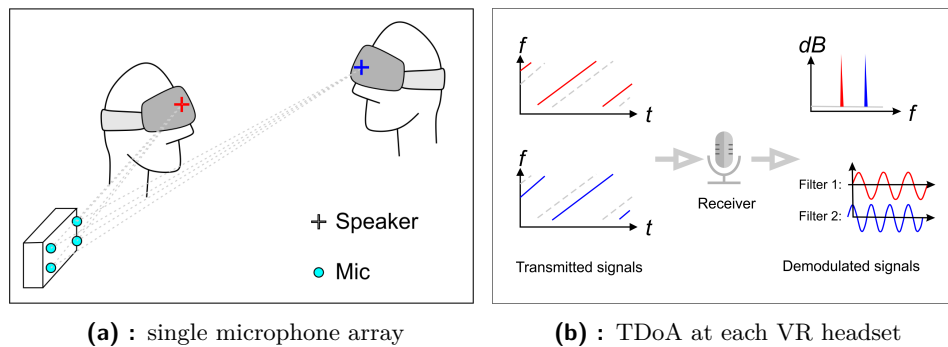 Speaker
Mic
(a) : single microphone array
f
t
f
t
Transmitted signals
Receiver
dB
f
Filter 1:
Filter 2:
Demodulated signals
(b) : TDoA at each VR headset